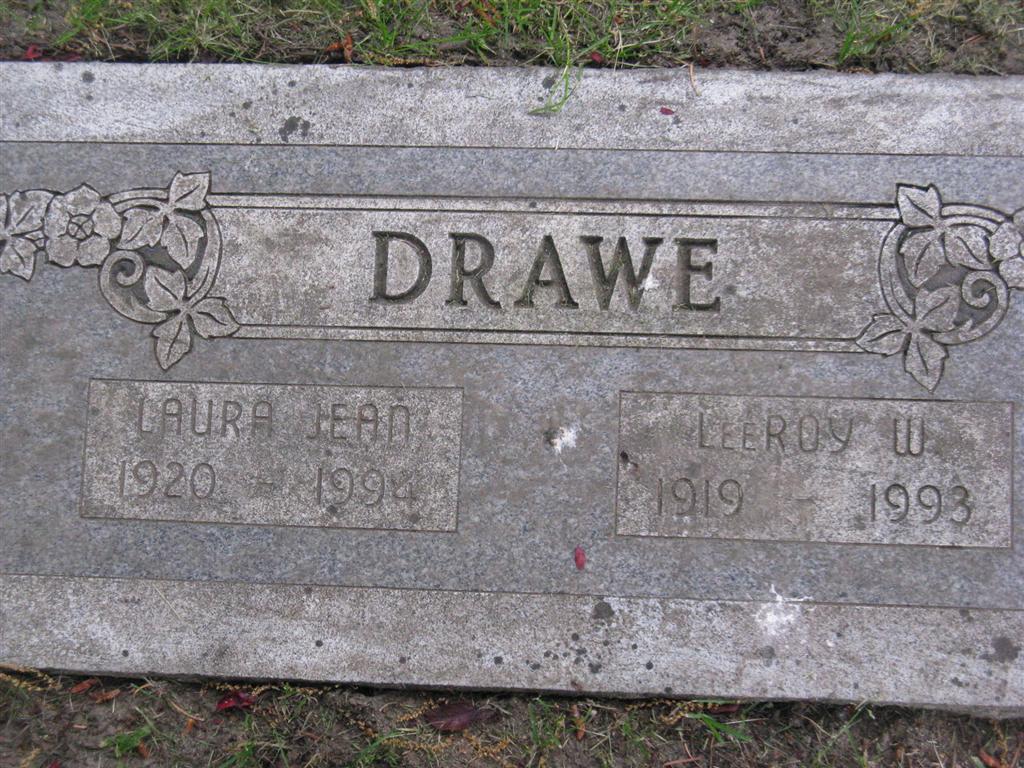 DRAWE
LAURA JEAN
1920 - 1994
LEEROY W
1919 - 1993